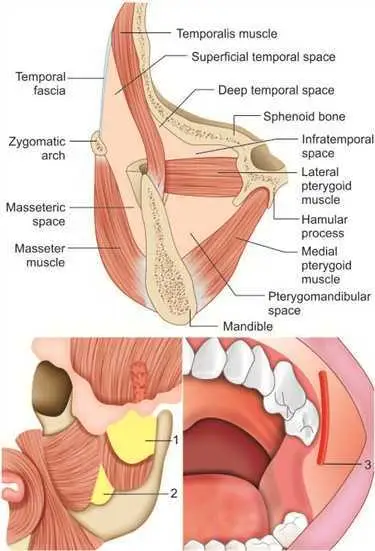 Temporalis muscle
Superficial temporal space
Temporal
fascia
Deep temporal space
Sphenoid bone
Zygomatic
arch
Infratemporal
space
Lateral
pterygoid muscle
Masseteric
space
Hamular
process
Masseter
muscle
Medial
pterygoid
muscle
Pterygomandibular
space
Mandible
1
2
3